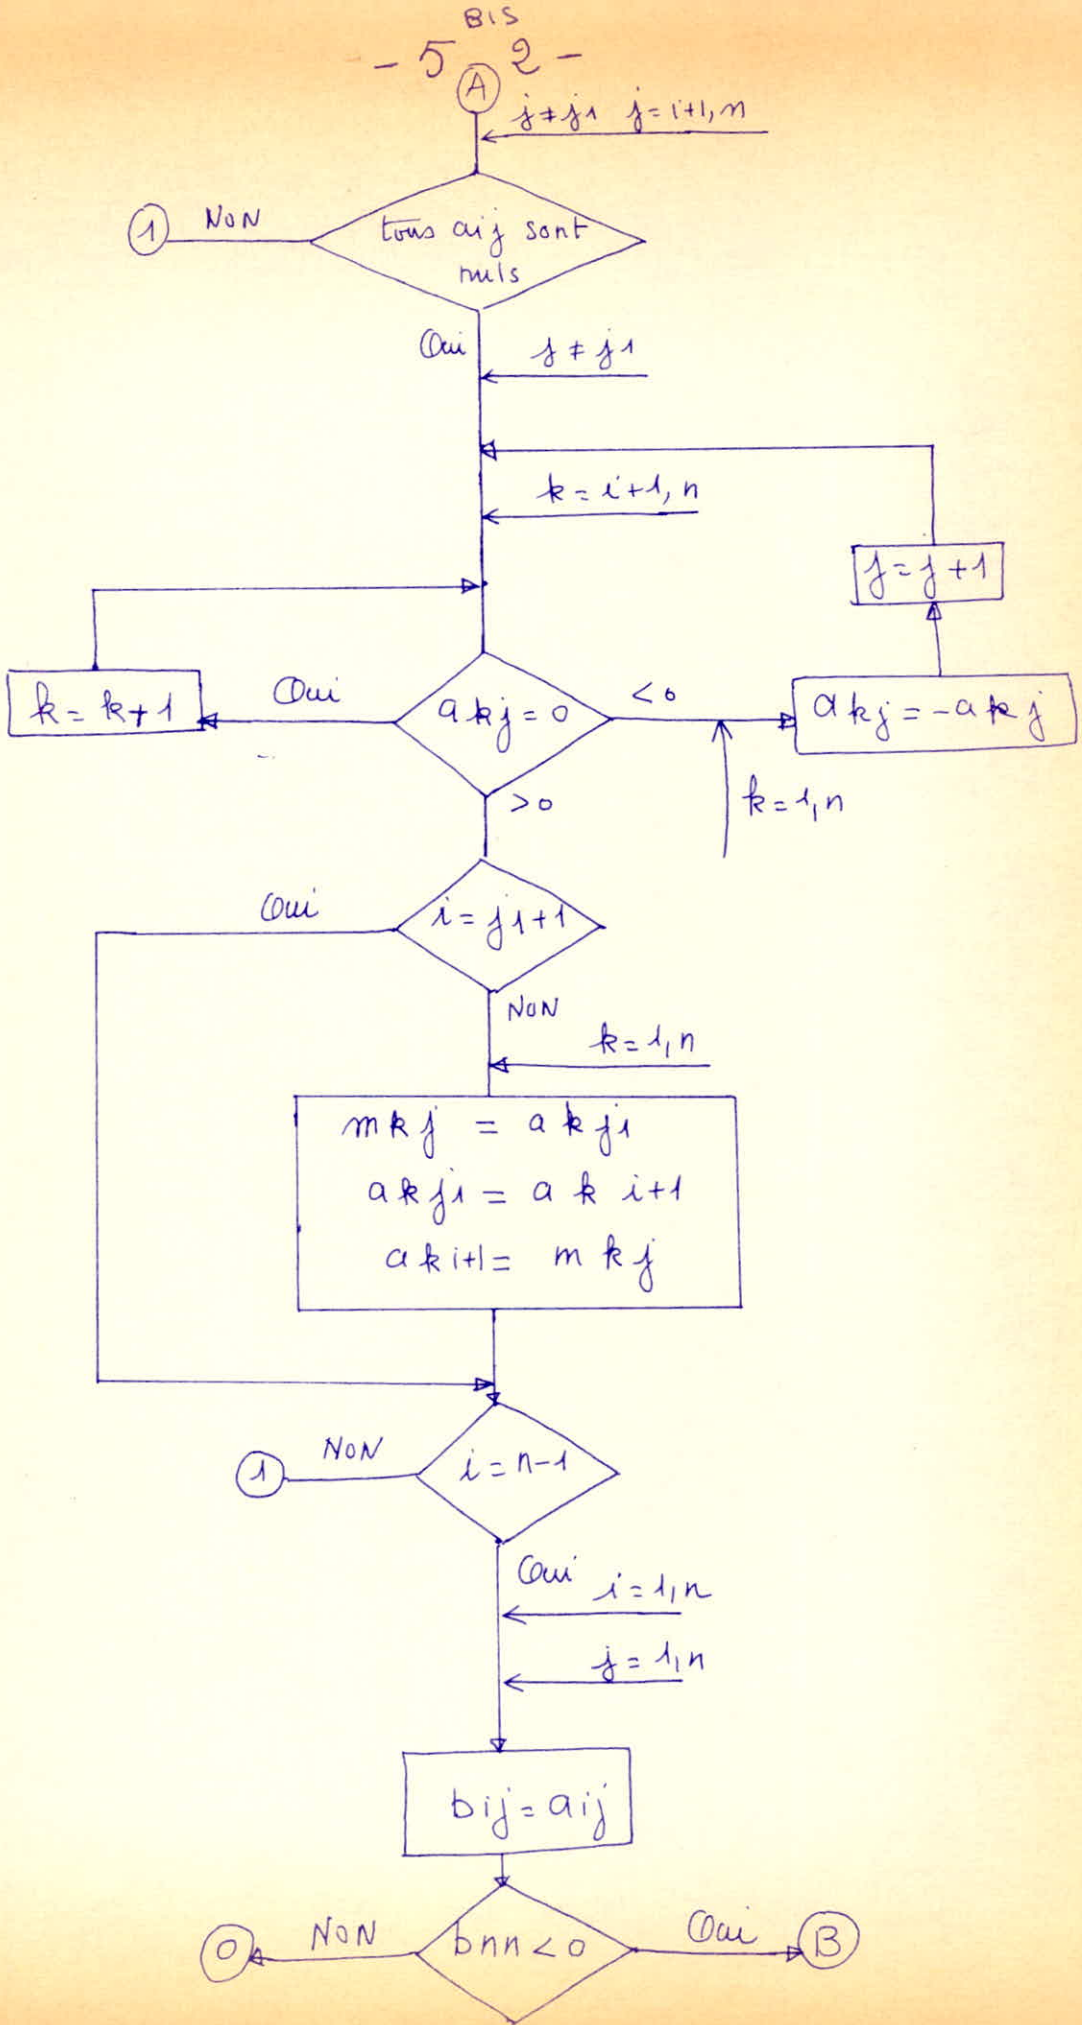 BIS
- 5 2 -
A
j≠j1 j=i+1,n
1 NON
tous aij sont
nuls
Oui
j≠j1
k=i+1,n
j=j+1
k=k+1
Oui
akj=0
<0
akj=-akj
>0
k=1,n
Oui
i=j1+1
NON
k=1,n
mkj = akj1
akj1 = ak i+1
aki+1 = mkj
1 NON
i=n-1
Oui
i=1,n
j=1,n
bij=aij
0 NON
bnn<0
Oui
B